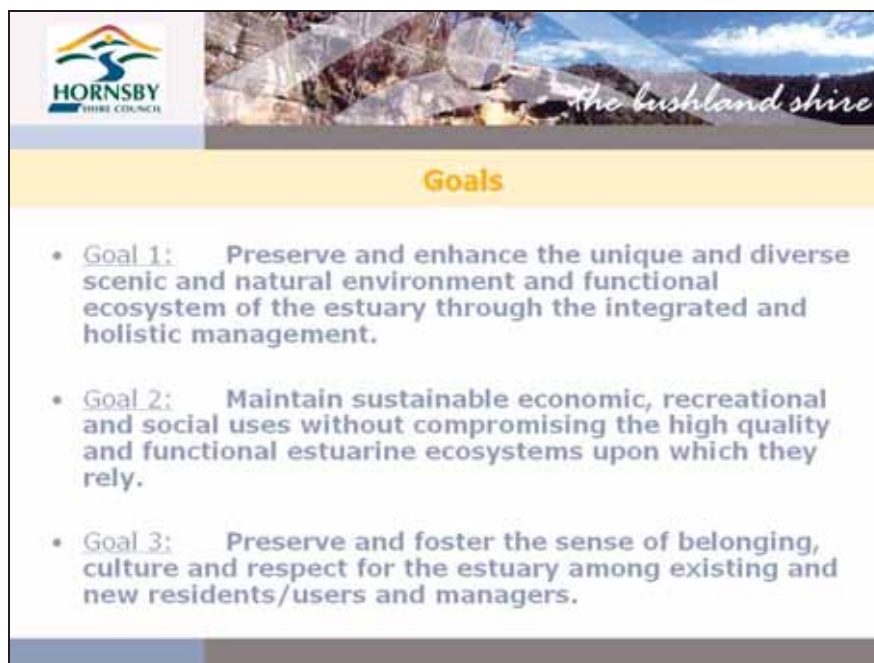 HORNSBY
SHIRE COUNCIL
the bushland shire
Goals
• Goal 1: Preserve and enhance the unique and diverse
scenic and natural environment and functional
ecosystem of the estuary through the integrated and
holistic management.
• Goal 2: Maintain sustainable economic, recreational
and social uses without compromising the high quality
and functional estuarine ecosystems upon which they
rely.
• Goal 3: Preserve and foster the sense of belonging,
culture and respect for the estuary among existing and
new residents/users and managers.